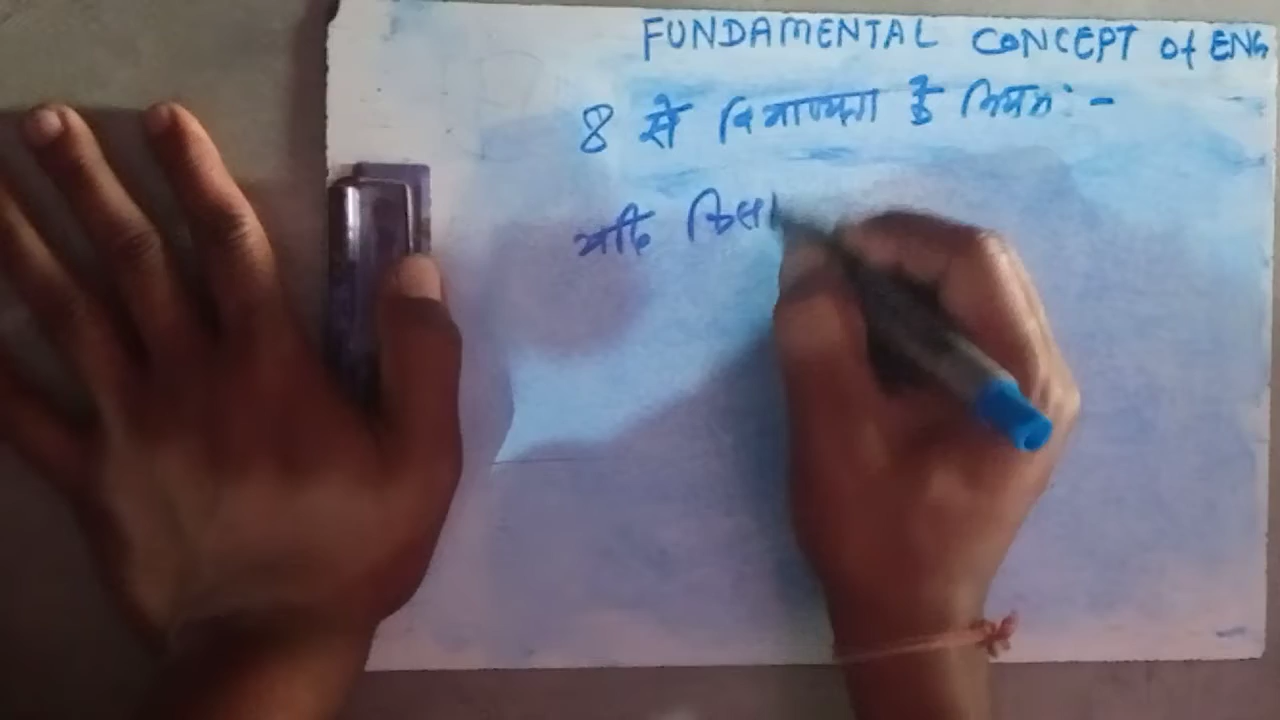 FUNDAMENTAL CONCEPT of ENG
8 से विभाज्यता के नियम : -
यदि किसी